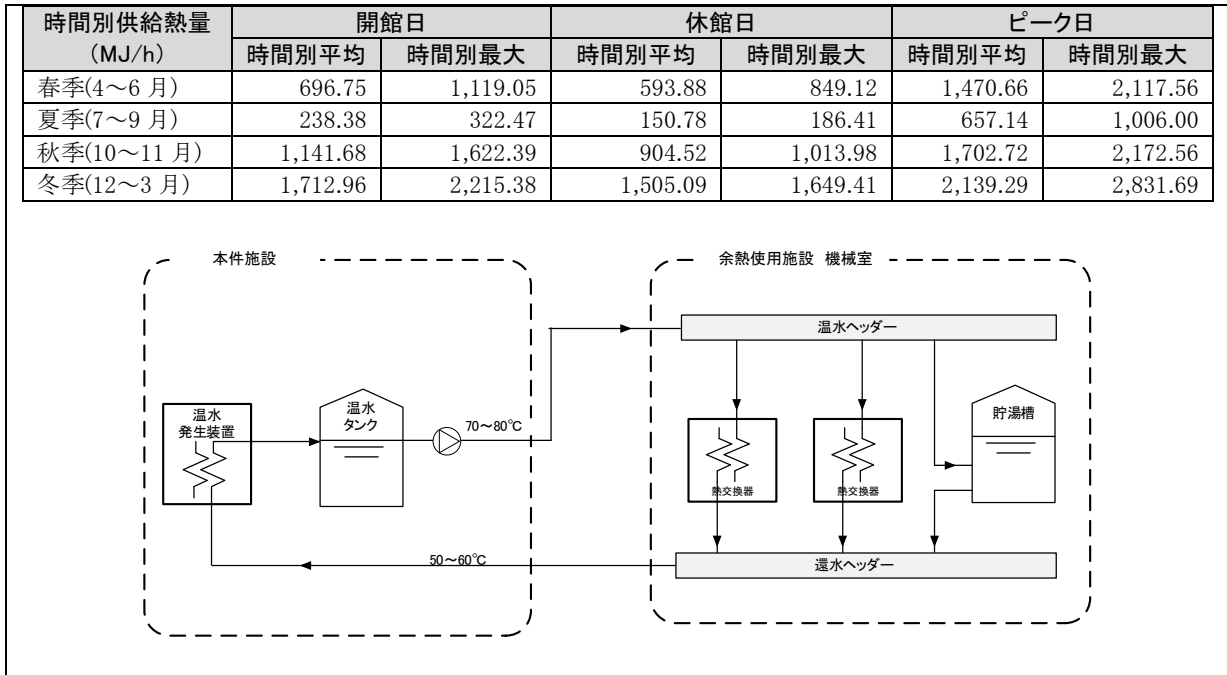 時間別供給熱量 開館日 休館日 ピーク日
(MJ/h) 時間別平均 時間別最大 時間別平均 時間別最大 時間別平均 時間別最大
春季(4～6 月) 696.75 1,119.05 593.88 849.12 1,470.66 2,117.56
夏季(7～9 月) 238.38 322.47 150.78 186.41 657.14 1,006.00
秋季(10～11 月) 1,141.68 1,622.39 904.52 1,013.98 1,702.72 2,172.56
冬季(12～3 月) 1,712.96 2,215.38 1,505.09 1,649.41 2,139.29 2,831.69
本件施設
余熱使用施設 機械室
温水ヘッダー
温水
発生装置
温水
タンク
70～80℃
貯湯槽
熱交換器
熱交換器
50～60℃
還水ヘッダー